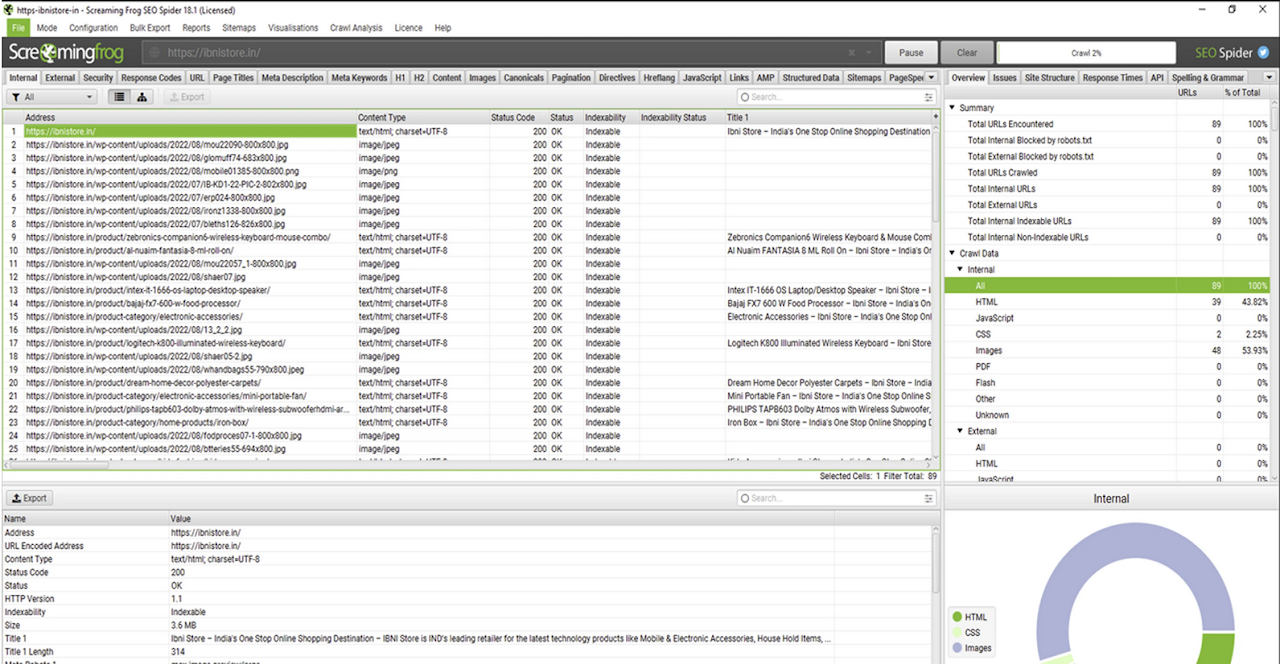 https-ibnistore-in - Screaming Frog SEO Spider 18.1 (Licensed)
File Mode Configuration Bulk Export Reports Sitemaps Visualisations Crawl Analysis Licence Help
Screamingfrog https://ibnistore.in/ Pause Clear Crawl 2% SEO Spider
Internal External Security Response Codes URL Page Titles Meta Description Meta Keywords H1 H2 Content Images Canonicals Pagination Directives Hreflang JavaScript Links AMP Structured Data Sitemaps PageSpee
All Export Search...
Address Content Type Status Code Status Indexability Indexability Status Title 1
1 https://ibnistore.in/ text/html; charset=UTF-8 200 OK Indexable Ibni Store – India's One Stop Online Shopping Destination
2 https://ibnistore.in/wp-content/uploads/2022/08/mou22090-800x800.jpg image/jpeg 200 OK Indexable
3 https://ibnistore.in/wp-content/uploads/2022/08/glomuff74-683x800.jpg image/jpeg 200 OK Indexable
4 https://ibnistore.in/wp-content/uploads/2022/08/mobile01385-800x800.png image/png 200 OK Indexable
5 https://ibnistore.in/wp-content/uploads/2022/07/IB-KD1-22-PIC-2-802x800.jpg image/jpeg 200 OK Indexable
6 https://ibnistore.in/wp-content/uploads/2022/07/erp024-800x800.jpg image/jpeg 200 OK Indexable
7 https://ibnistore.in/wp-content/uploads/2022/08/ironz1338-800x800.jpg image/jpeg 200 OK Indexable
8 https://ibnistore.in/wp-content/uploads/2022/07/bleths126-826x800.jpg image/jpeg 200 OK Indexable
9 https://ibnistore.in/product/zebronics-companion6-wireless-keyboard-mouse-combo/ text/html; charset=UTF-8 200 OK Indexable Zebronics Companion6 Wireless Keyboard & Mouse Com
10 https://ibnistore.in/product/al-nuaim-fantasia-8-ml-roll-on/ text/html; charset=UTF-8 200 OK Indexable Al Nuaim FANTASIA 8 ML Roll On – Ibni Store – India's On
11 https://ibnistore.in/wp-content/uploads/2022/08/mou22057_1-800x800.jpg image/jpeg 200 OK Indexable
12 https://ibnistore.in/wp-content/uploads/2022/08/shaer07.jpg image/jpeg 200 OK Indexable
13 https://ibnistore.in/product/intex-it-1666-os-laptop-desktop-speaker/ text/html; charset=UTF-8 200 OK Indexable Intex IT-1666 OS Laptop/Desktop Speaker – Ibni Store –
14 https://ibnistore.in/product/bajaj-fx7-600-w-food-processor/ text/html; charset=UTF-8 200 OK Indexable Bajaj FX7 600 W Food Processor – Ibni Store – India's On
15 https://ibnistore.in/product-category/electronic-accessories/ text/html; charset=UTF-8 200 OK Indexable Electronic Accessories – Ibni Store – India's One Stop Onl
16 https://ibnistore.in/wp-content/uploads/2022/08/13_2_2.jpg image/jpeg 200 OK Indexable
17 https://ibnistore.in/product/logitech-k800-illuminated-wireless-keyboard/ text/html; charset=UTF-8 200 OK Indexable Logitech K800 Illuminated Wireless Keyboard – Ibni Store
18 https://ibnistore.in/wp-content/uploads/2022/08/shaer05-2.jpg image/jpeg 200 OK Indexable
19 https://ibnistore.in/wp-content/uploads/2022/08/whandbags55-790x800.jpeg image/jpeg 200 OK Indexable
20 https://ibnistore.in/product/dream-home-decor-polyester-carpets/ text/html; charset=UTF-8 200 OK Indexable Dream Home Decor Polyester Carpets – Ibni Store – India
21 https://ibnistore.in/product-category/electronic-accessories/mini-portable-fan/ text/html; charset=UTF-8 200 OK Indexable Mini Portable Fan – Ibni Store – India's One Stop Online S
22 https://ibnistore.in/product/philips-tapb603-dolby-atmos-with-wireless-subwooferhdmi-ar... text/html; charset=UTF-8 200 OK Indexable PHILIPS TAPB603 Dolby Atmos with Wireless Subwoofer,
23 https://ibnistore.in/product-category/home-products/iron-box/ text/html; charset=UTF-8 200 OK Indexable Iron Box – Ibni Store – India's One Stop Online Shopping D
24 https://ibnistore.in/wp-content/uploads/2022/08/fodproces07-1-800x800.jpg image/jpeg 200 OK Indexable
25 https://ibnistore.in/wp-content/uploads/2022/08/btteries55-694x800.jpg image/jpeg 200 OK Indexable
Selected Cells: 1 Filter Total: 89
Export Search...
Name Value
Address https://ibnistore.in/
URL Encoded Address https://ibnistore.in/
Content Type text/html; charset=UTF-8
Status Code 200
Status OK
HTTP Version 1.1
Indexability Indexable
Size 3.6 MB
Title 1 Ibni Store – India's One Stop Online Shopping Destination – IBNI Store is IND's leading retailer for the latest technology products like Mobile & Electronic Accessories, House Hold Items, ...
Title 1 Length 314
Overview Issues Site Structure Response Times API Spelling & Grammar
URLs % of Total
Summary
Total URLs Encountered 89 100%
Total Internal Blocked by robots.txt 0 0%
Total External Blocked by robots.txt 0 0%
Total URLs Crawled 89 100%
Total Internal URLs 89 100%
Total External URLs 0 0%
Total Internal Indexable URLs 89 100%
Total Internal Non-Indexable URLs 0 0%
Crawl Data
Internal
All 89 100%
HTML 39 43.82%
JavaScript 0 0%
CSS 2 2.25%
Images 48 53.93%
PDF 0 0%
Flash 0 0%
Other 0 0%
Unknown 0 0%
External
All 0 0%
HTML 0 0%
JavaScript 0 0%
Internal
HTML
CSS
Images